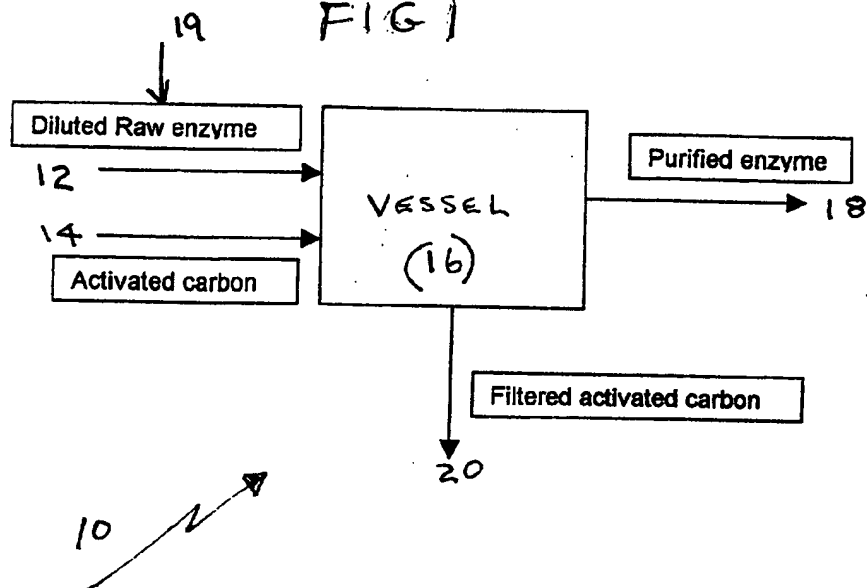 FIG 1
19
Diluted Raw enzyme
12
Purified enzyme
VESSEL
18
14
(16)
Activated carbon
Filtered activated carbon
20
10